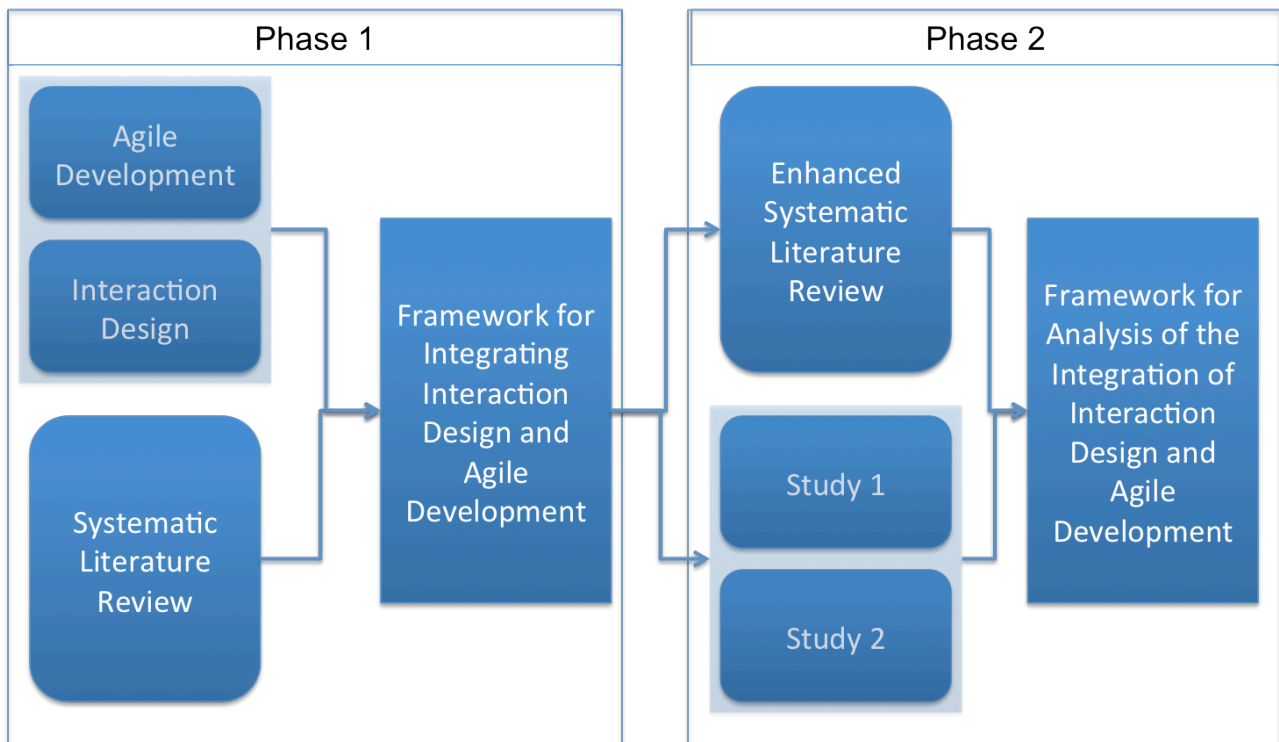 Phase 1
Agile
Development
Interaction
Design
Systematic
Literature
Review
Framework for
Integrating
Interaction
Design and
Agile
Development
Phase 2
Enhanced
Systematic
Literature
Review
Study 1
Study 2
Framework for
Analysis of the
Integration of
Interaction
Design and
Agile
Development